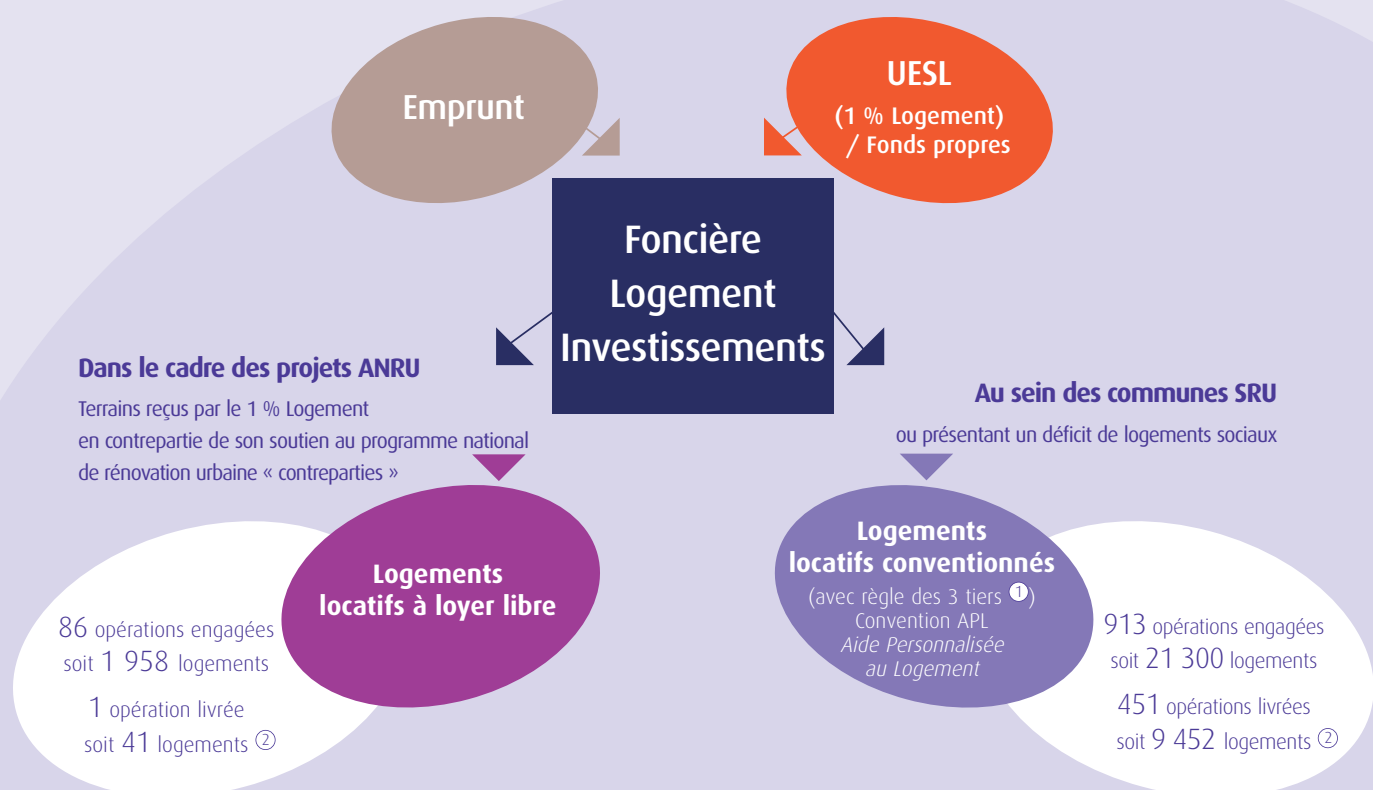 Emprunt
UESL
(1 % Logement)
/ Fonds propres
Foncière
Logement
Investissements
Dans le cadre des projets ANRU
Terrains reçus par le 1 % Logement
en contrepartie de son soutien au programme national
de rénovation urbaine « contreparties »
Au sein des communes SRU
ou présentant un déficit de logements sociaux
Logements
locatifs à loyer libre
86 opérations engagées
soit 1 958 logements
1 opération livrée
soit 41 logements ②
Logements
locatifs conventionnés
(avec règle des 3 tiers ①)
Convention APL
Aide Personnalisée
au Logement
913 opérations engagées
soit 21 300 logements
451 opérations livrées
soit 9 452 logements ②